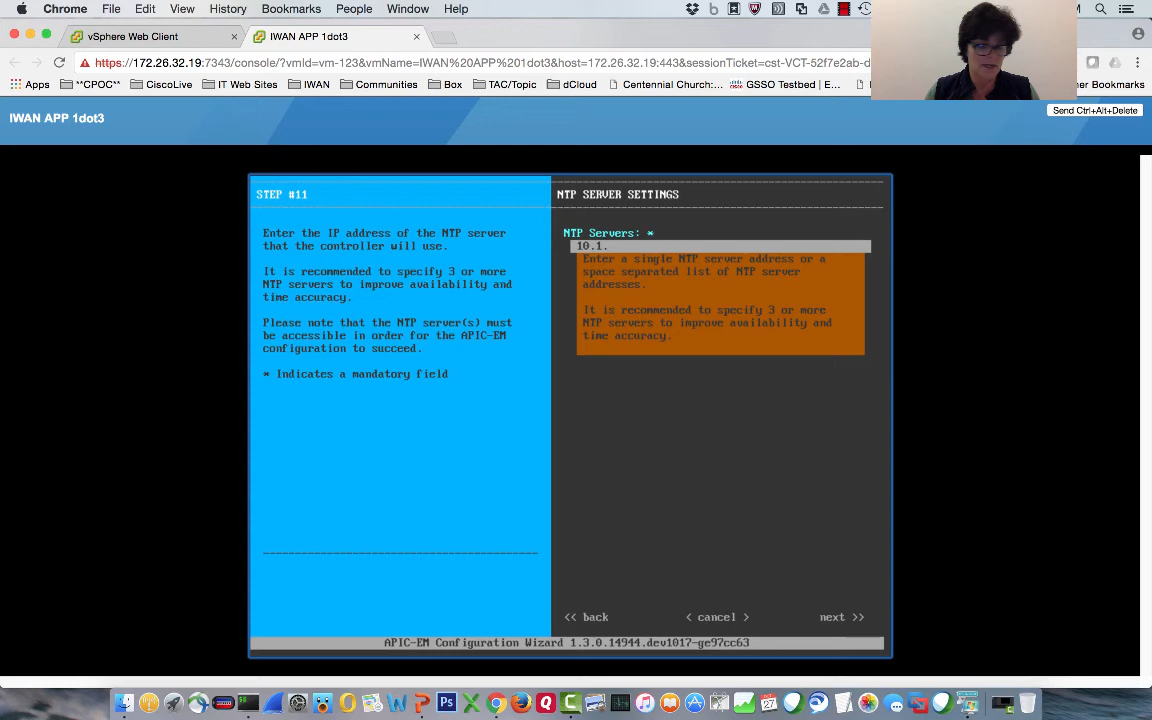 Chrome File Edit View History Bookmarks People Window Help
vSphere Web Client
IWAN APP 1dot3
https://172.26.32.19:7343/console/?vmId=vm-123&vmName=IWAN%20APP%201dot3&host=172.26.32.19:443&sessionTicket=cst-VCT-52f7e2ab-d
Apps **CPOC** CiscoLive IT Web Sites IWAN Communities Box TAC/Topic dCloud Centennial Church:... GSSO Testbed | E... er Bookmarks
IWAN APP 1dot3
Send Ctrl+Alt+Delete
STEP #11
Enter the IP address of the NTP server
that the controller will use.
It is recommended to specify 3 or more
NTP servers to improve availability and
time accuracy.
Please note that the NTP server(s) must
be accessible in order for the APIC-EM
configuration to succeed.
* Indicates a mandatory field
NTP SERVER SETTINGS
NTP Servers: *
10.1.
Enter a single NTP server address or a
space separated list of NTP server
addresses.
It is recommended to specify 3 or more
NTP servers to improve availability and
time accuracy.
<< back < cancel > next >>
APIC-EM Configuration Wizard 1.3.0.14944.dev1017-ge97cc63